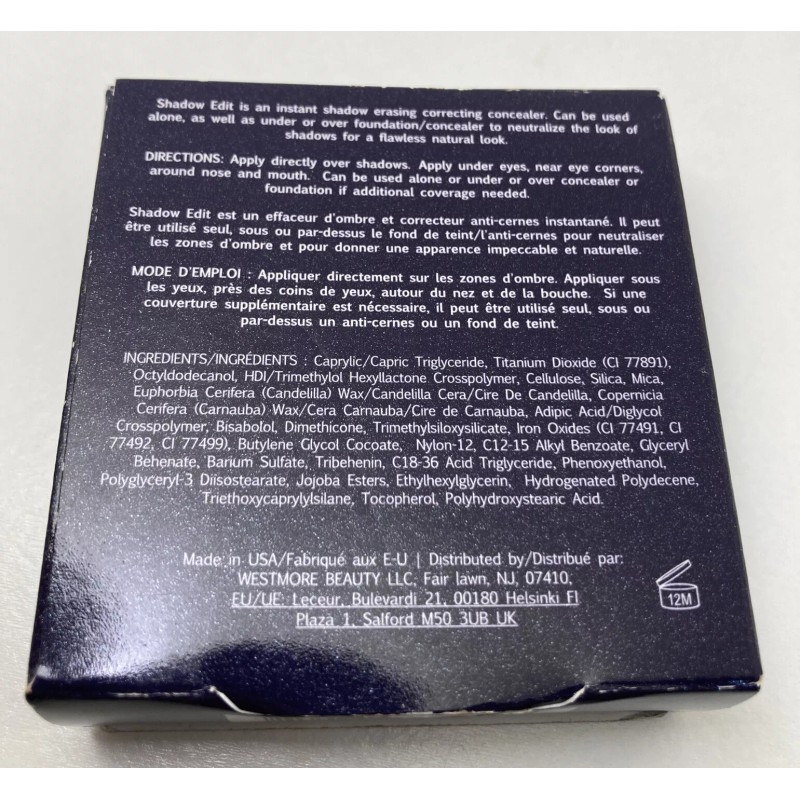 Shadow Edit is an instant shadow erasing correcting concealer. Can be used
alone, as well as under or over foundation/concealer to neutralize the look of
shadows for a flawless natural look.
DIRECTIONS: Apply directly over shadows. Apply under eyes, near eye corners,
around nose and mouth. Can be used alone or under or over concealer or
foundation if additional coverage needed.
Shadow Edit est un effaceur d'ombre et correcteur anti-cernes instantané. Il peut
être utilisé seul, sous ou par-dessus le fond de teint/l'anti-cernes pour neutraliser
les zones d'ombre et pour donner une apparence impeccable et naturelle.
MODE D'EMPLOI : Appliquer directement sur les zones d'ombre. Appliquer sous
les yeux, près des coins de yeux, autour du nez et de la bouche. Si une
couverture supplémentaire est nécessaire, il peut être utilisé seul, sous ou
par-dessus un anti-cernes ou un fond de teint.
INGREDIENTS/INGRÉDIENTS : Caprylic/Capric Triglyceride, Titanium Dioxide (CI 77891),
Octyldodecanol, HDI/Trimethylol Hexyllactone Crosspolymer, Cellulose, Silica, Mica,
Euphorbia Cerifera (Candelilla) Wax/Candelilla Cera/Cire De Candelilla, Copernicia
Cerifera (Carnauba) Wax/Cera Carnauba/Cire de Carnauba, Adipic Acid/Diglycol
Crosspolymer, Bisabolol, Dimethicone, Trimethylsiloxysilicate, Iron Oxides (CI 77491, CI
77492, CI 77499), Butylene Glycol Cocoate, Nylon-12, C12-15 Alkyl Benzoate, Glyceryl
Behenate, Barium Sulfate, Tribehenin, C18-36 Acid Triglyceride, Phenoxyethanol,
Polyglyceryl-3 Diisostearate, Jojoba Esters, Ethylhexylglycerin, Hydrogenated Polydecene,
Triethoxycaprylylsilane, Tocopherol, Polyhydroxystearic Acid.
Made in USA/Fabriqué aux E-U | Distributed by/Distribué par:
WESTMORE BEAUTY LLC, Fair lawn, NJ, 07410,
EU/UE: Leceur, Bulevardi 21, 00180 Helsinki FI
Plaza 1, Salford M50 3UB UK
12M